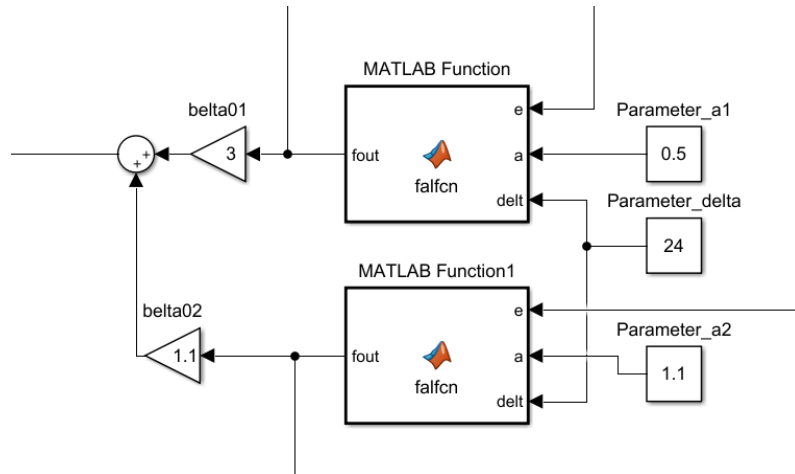 MATLAB Function
belta01
e
Parameter_a1
3
fout
a
0.5
falfcn
delt
Parameter_delta
24
MATLAB Function1
belta02
e
Parameter_a2
1.1
fout
a
1.1
falfcn
delt